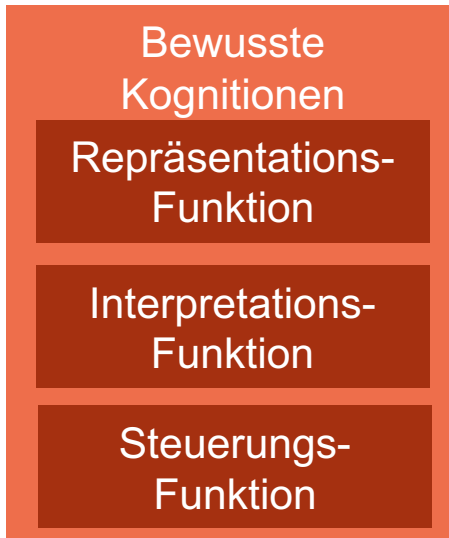 Bewusste
Kognitionen
Repräsentations-
Funktion
Interpretations-
Funktion
Steuerungs-
Funktion